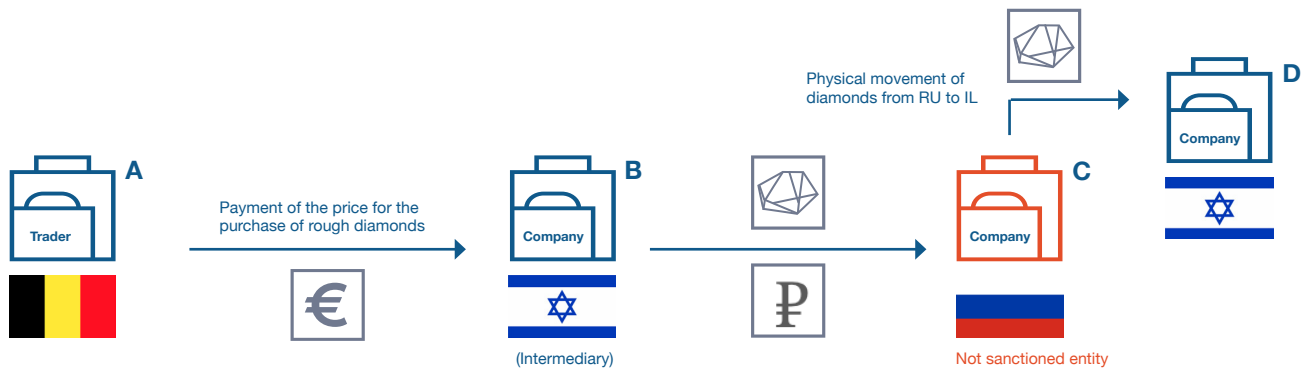 Physical movement of
diamonds from RU to IL
D
Company
A
Trader
Payment of the price for the
purchase of rough diamonds
€
B
Company
(Intermediary)
₽
C
Company
Not sanctioned entity